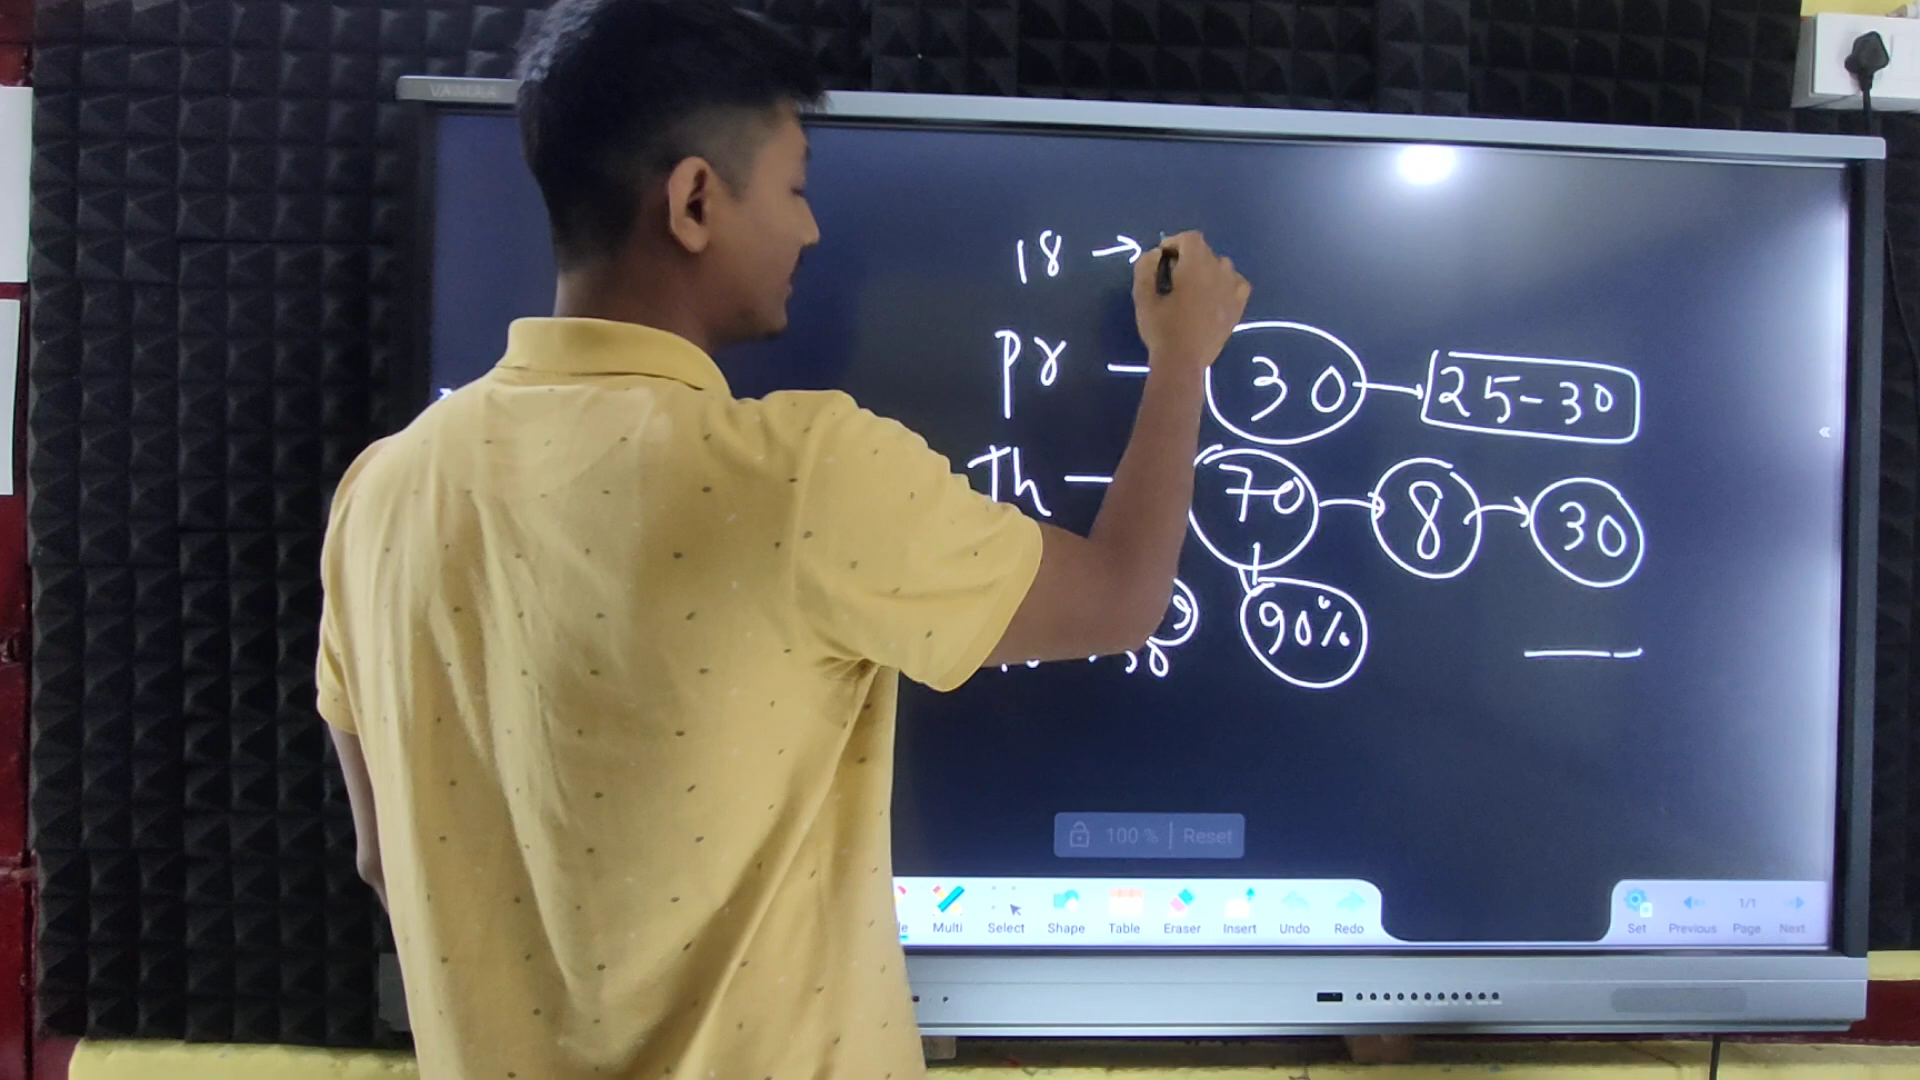 VAMAA
18 →
Pr — 30 → 25-30
Th — 70 → 8 → 30
90%
100 % | Reset
Multi Select Shape Table Eraser Insert Undo Redo
Set Previous 1/1 Page Next